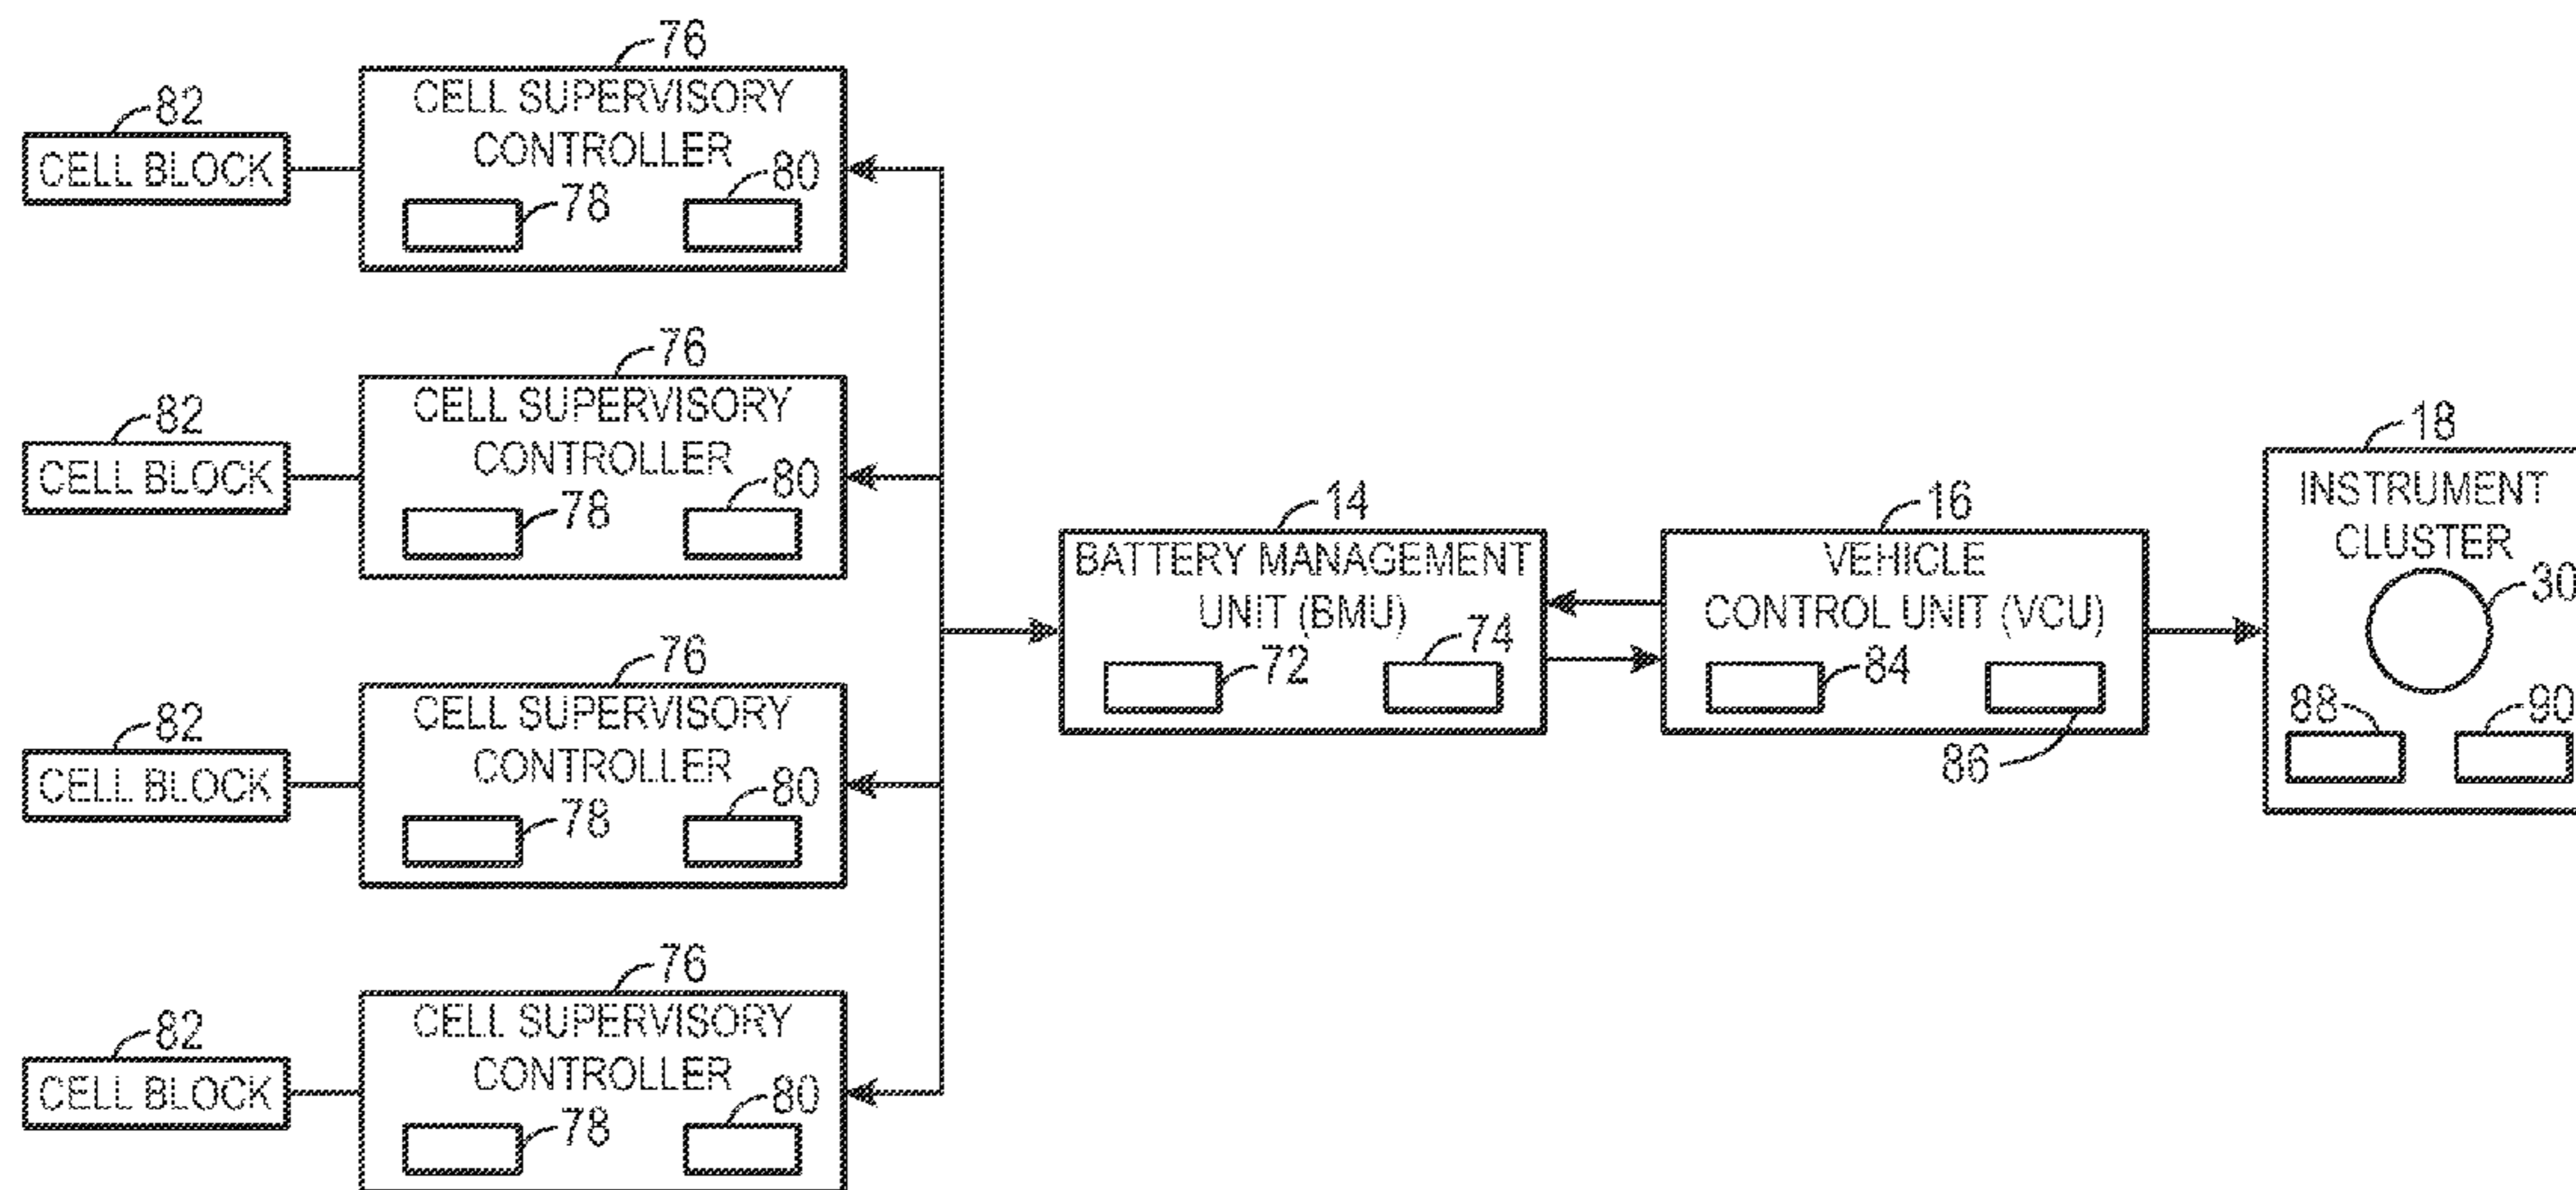 76
82
CELL SUPERVISORY
CONTROLLER
CELL BLOCK
78
80
76
82
CELL SUPERVISORY
CONTROLLER
CELL BLOCK
78
80
76
82
CELL SUPERVISORY
CONTROLLER
CELL BLOCK
78
80
76
82
CELL SUPERVISORY
CONTROLLER
CELL BLOCK
78
80
14
BATTERY MANAGEMENT
UNIT (BMU)
72
74
16
VEHICLE
CONTROL UNIT (VCU)
84
86
18
INSTRUMENT
CLUSTER
30
88
90